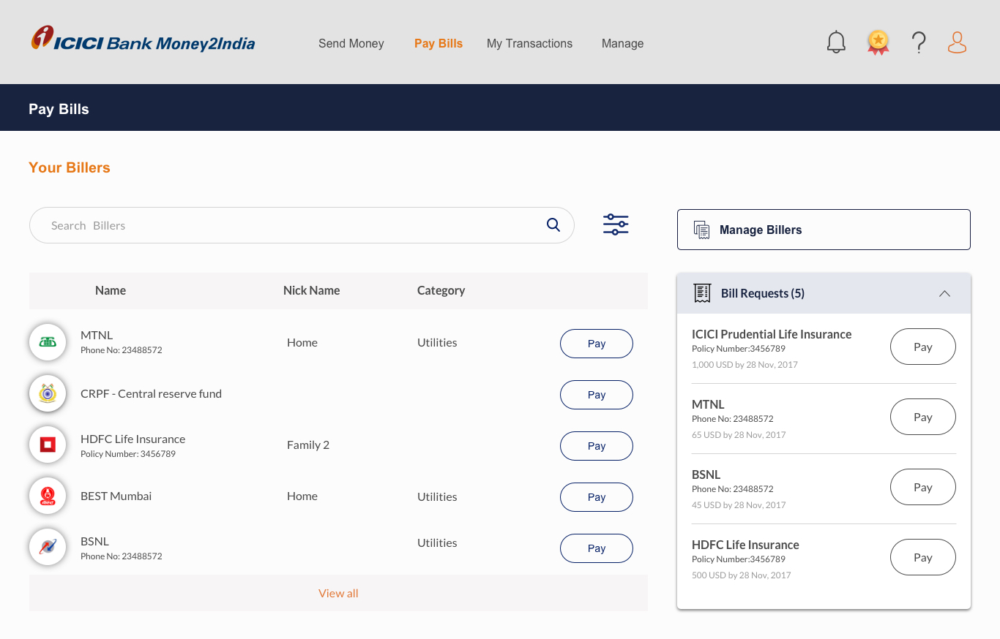 ICICI Bank Money2India
Send Money
Pay Bills
My Transactions
Manage
Pay Bills
Your Billers
Search Billers
Manage Billers
Name
Nick Name
Category
MTNL
Phone No: 23488572
Home
Utilities
Pay
CRPF - Central reserve fund
Pay
HDFC Life Insurance
Policy Number: 3456789
Family 2
Pay
BEST Mumbai
Home
Utilities
Pay
BSNL
Phone No: 23488572
Utilities
Pay
View all
Bill Requests (5)
ICICI Prudential Life Insurance
Policy Number:3456789
1,000 USD by 28 Nov, 2017
Pay
MTNL
Phone No: 23488572
65 USD by 28 Nov, 2017
Pay
BSNL
Phone No: 23488572
45 USD by 28 Nov, 2017
Pay
HDFC Life Insurance
Policy Number:3456789
500 USD by 28 Nov, 2017
Pay